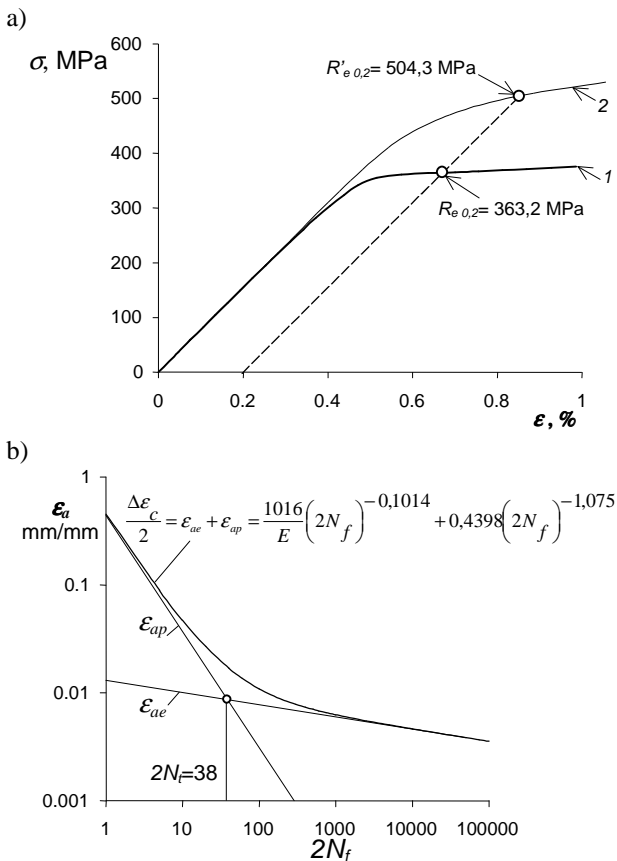 a)
600
500
400
300
200
100
0
σ, MPa
R'e 0,2= 504,3 MPa
2
1
Re 0,2= 363,2 MPa
0
0.2
0.4
0.6
0.8
1
ε, %
b)
1
0.1
0.01
0.001
εa
mm/mm
Δεc/2 = εae + εap = 1016/E (2Nf)^−0,1014 + 0,4398(2Nf)^−1,075
εap
εae
2Nt=38
1
10
100
1000
10000
100000
2Nf